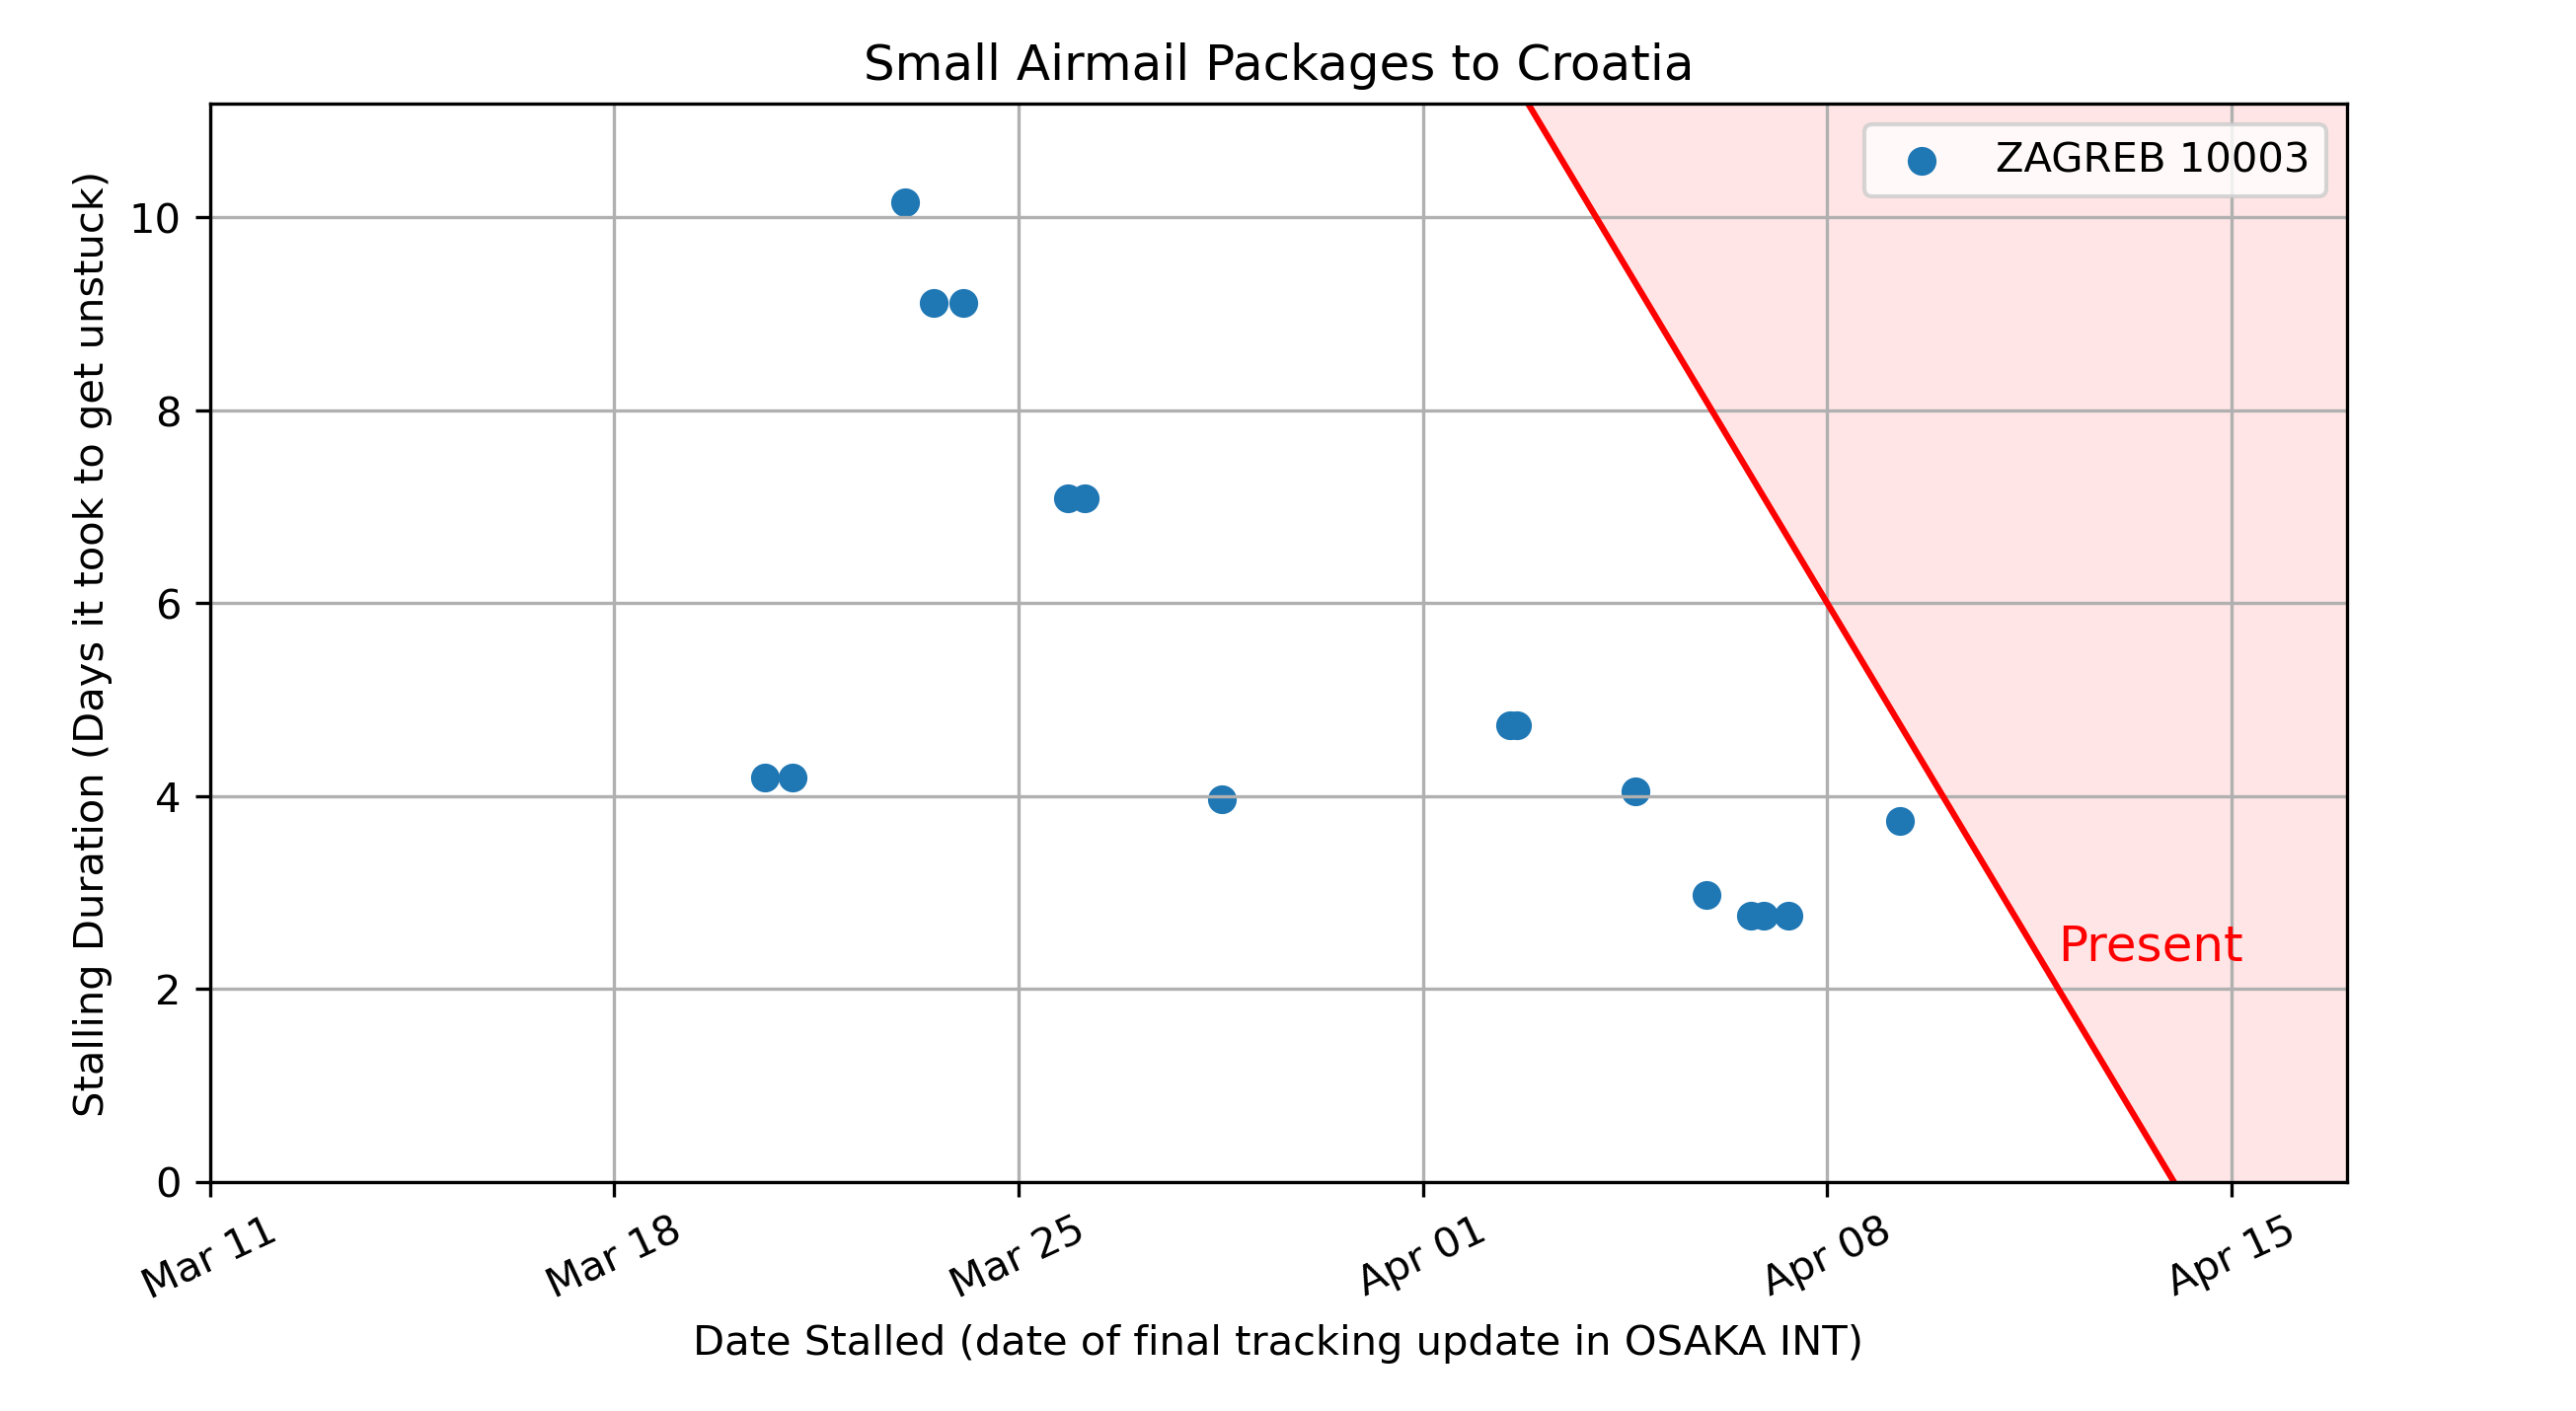 Small Airmail Packages to Croatia
ZAGREB 10003
Stalling Duration (Days it took to get unstuck)
10
8
6
4
2
0
Present
Mar 11
Mar 18
Mar 25
Apr 01
Apr 08
Apr 15
Date Stalled (date of final tracking update in OSAKA INT)